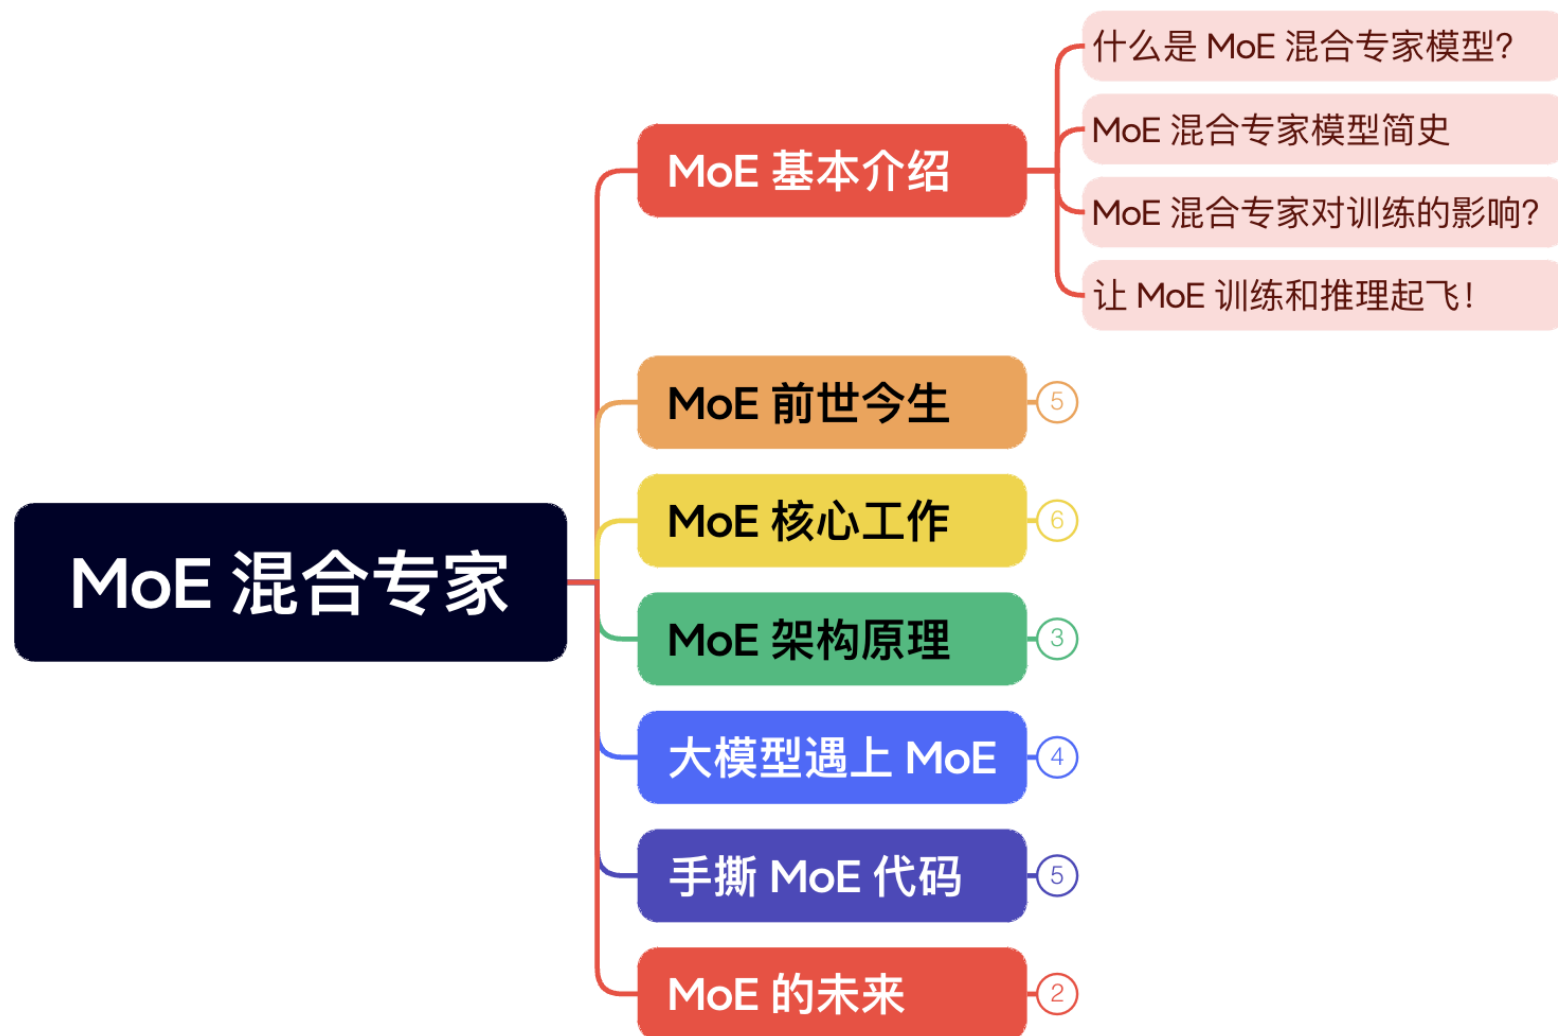 什么是 MoE 混合专家模型？
MoE 混合专家模型简史
MoE 基本介绍
MoE 混合专家对训练的影响？
让 MoE 训练和推理起飞！
MoE 前世今生
5
MoE 核心工作
6
MoE 混合专家
MoE 架构原理
3
大模型遇上 MoE
4
手撕 MoE 代码
5
MoE 的未来
2